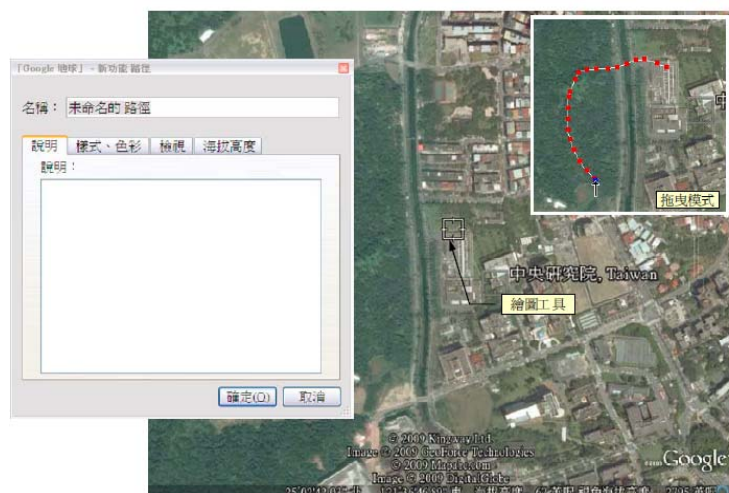 「Google 地球」 - 新功能 路徑
名稱：
未命名的 路徑
說明
樣式、色彩
檢視
海拔高度
說明：
確定(O)
取消
拖曳模式
中央研究院, Taiwan
繪圖工具
© 2009 Kingway Ltd
Image © 2009 GeoForce Technologies
© 2009 Mapabc.com
Image © 2009 DigitalGlobe
Google